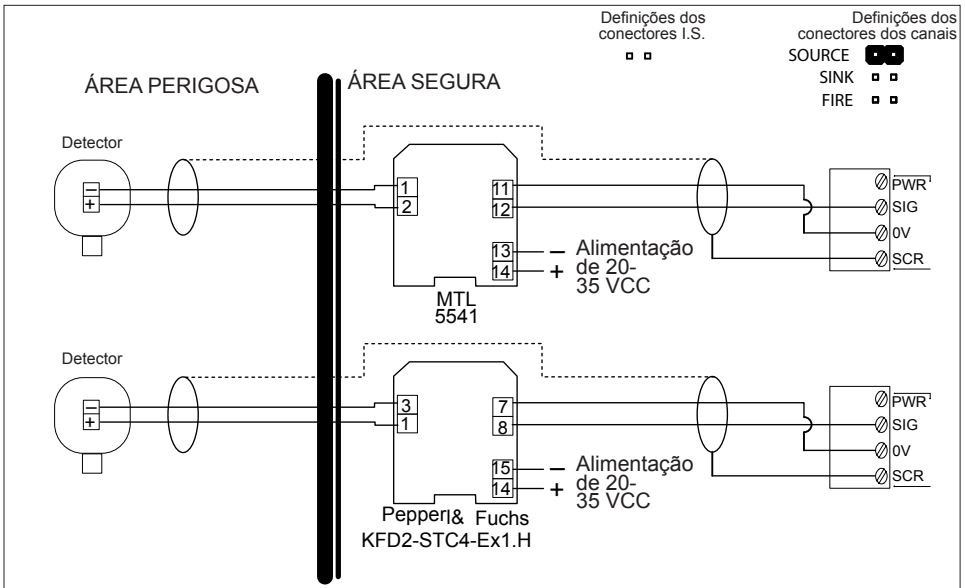 Definições dos
conectores I.S.
Definições dos
conectores dos canais
SOURCE
SINK
FIRE
ÁREA PERIGOSA
ÁREA SEGURA
Detector
–
+
1
2
11
12
13
14
– Alimentação
+ de 20-
35 VCC
MTL
5541
PWR
SIG
0V
SCR
Detector
–
+
3
1
7
8
15
14
– Alimentação
+ de 20-
35 VCC
Pepperl& Fuchs
KFD2-STC4-Ex1.H
PWR
SIG
0V
SCR